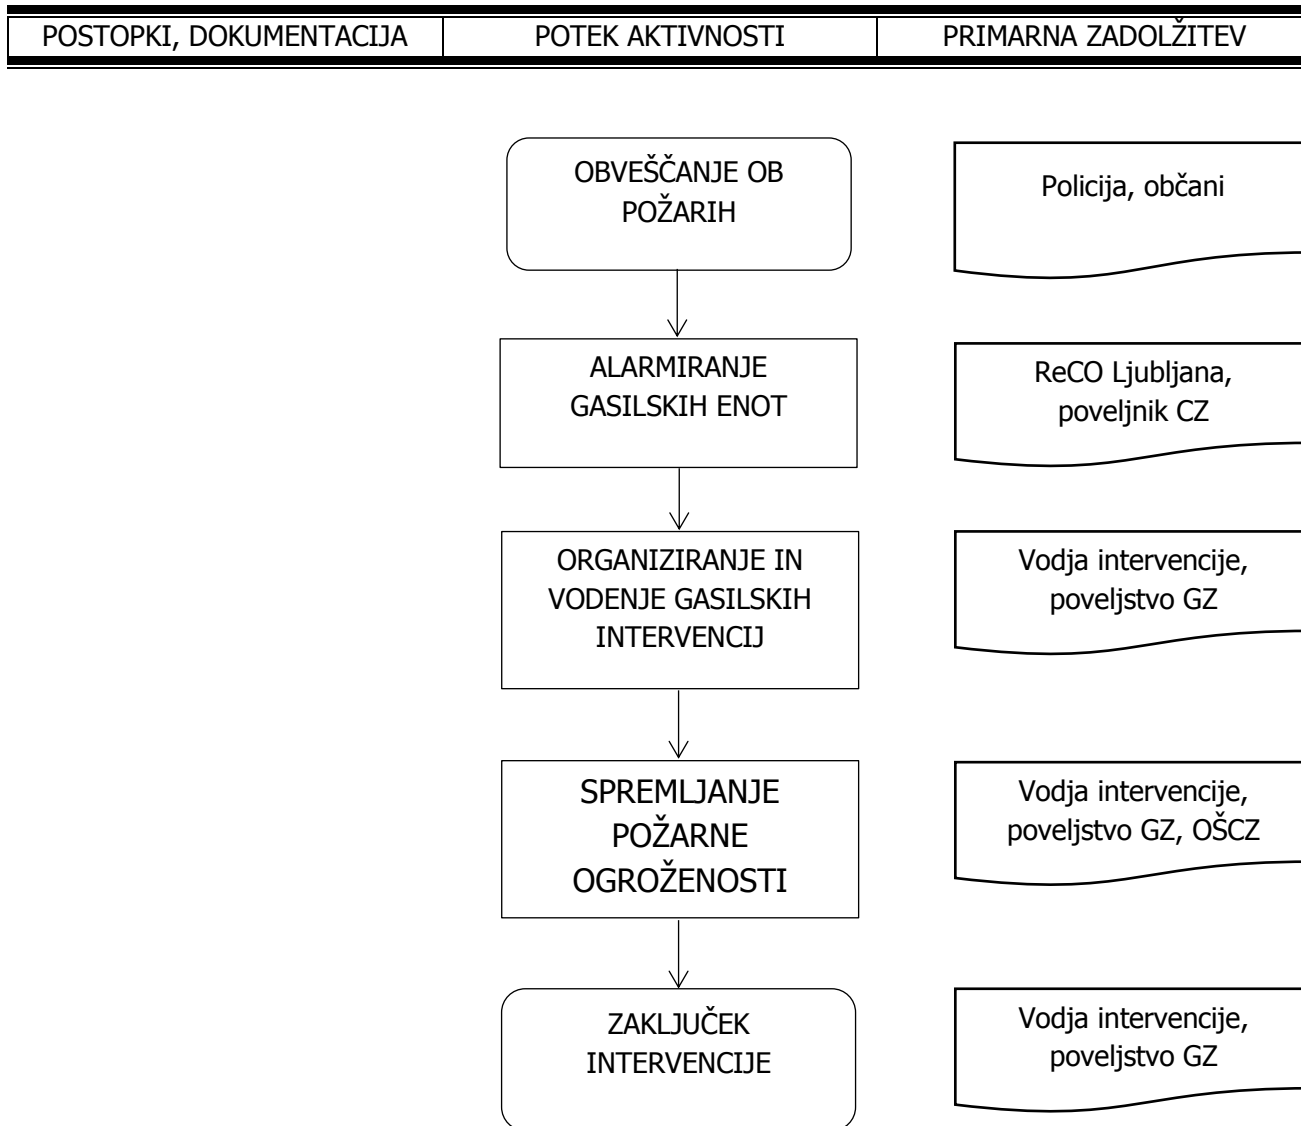 POSTOPKI, DOKUMENTACIJA
POTEK AKTIVNOSTI
PRIMARNA ZADOLŽITEV
OBVEŠČANJE OB
POŽARIH
Policija, občani
ALARMIRANJE
GASILSKIH ENOT
ReCO Ljubljana,
poveljnik CZ
ORGANIZIRANJE IN
VODENJE GASILSKIH
INTERVENCIJ
Vodja intervencije,
poveljstvo GZ
SPREMLJANJE
POŽARNE
OGROŽENOSTI
Vodja intervencije,
poveljstvo GZ, OŠCZ
ZAKLJUČEK
INTERVENCIJE
Vodja intervencije,
poveljstvo GZ